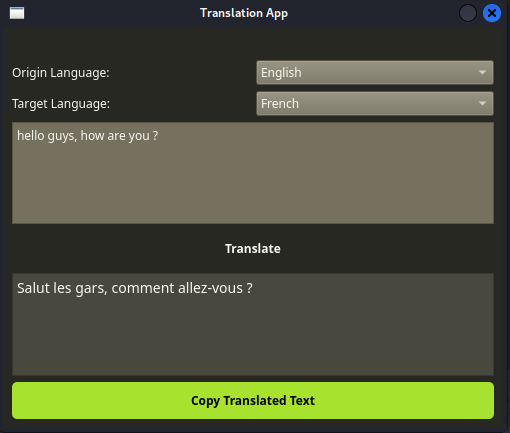 Translation App
Origin Language: English
Target Language: French
hello guys, how are you ?
Translate
Salut les gars, comment allez-vous ?
Copy Translated Text